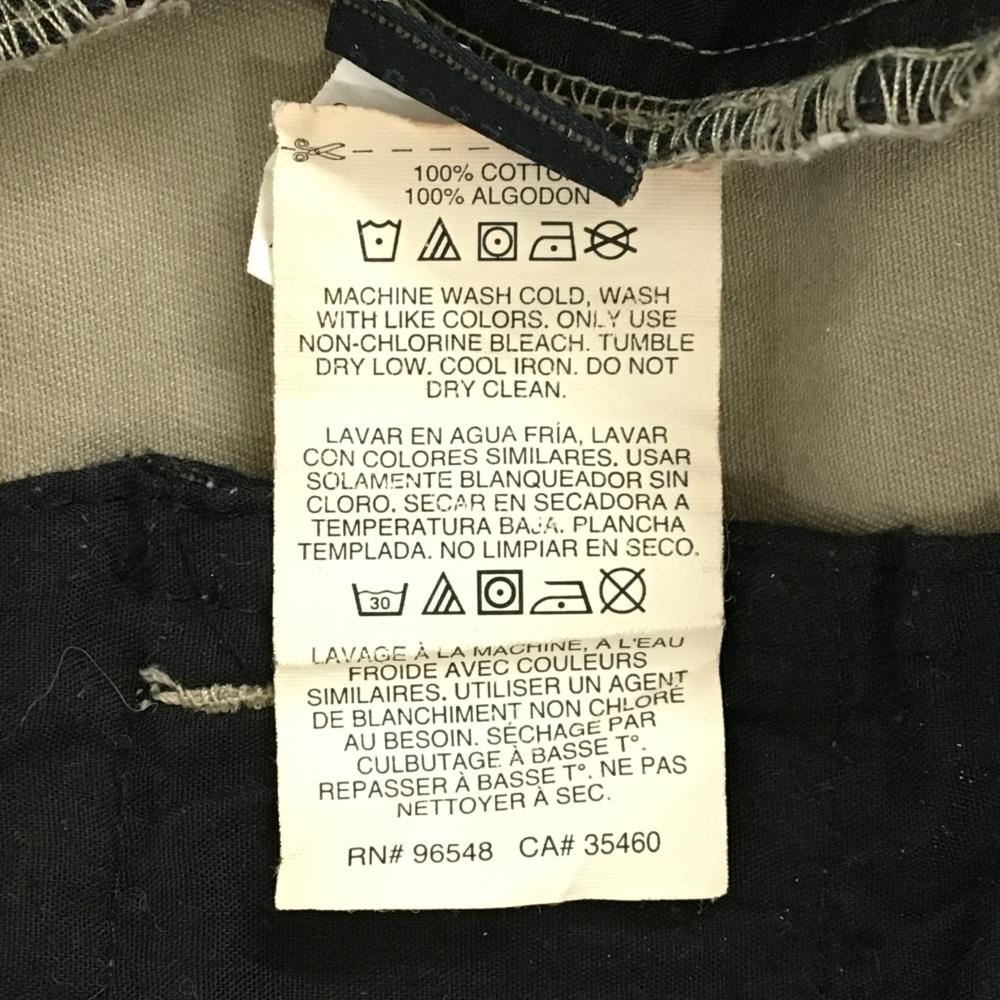 100% COTTO
100% ALGODON
MACHINE WASH COLD, WASH
WITH LIKE COLORS. ONLY USE
NON-CHLORINE BLEACH. TUMBLE
DRY LOW. COOL IRON. DO NOT
DRY CLEAN.
LAVAR EN AGUA FRÍA, LAVAR
CON COLORES SIMILARES. USAR
SOLAMENTE BLANQUEADOR SIN
CLORO. SECAR EN SECADORA A
TEMPERATURA BAJA. PLANCHA
TEMPLADA. NO LIMPIAR EN SECO.
30
LAVAGE À LA MACHINE, A L'EAU
FROIDE AVEC COULEURS
SIMILAIRES. UTILISER UN AGENT
DE BLANCHIMENT NON CHLORÉ
AU BESOIN. SÉCHAGE PAR
CULBUTAGE À BASSE T°.
REPASSER À BASSE T°. NE PAS
NETTOYER À SEC.
RN# 96548 CA# 35460